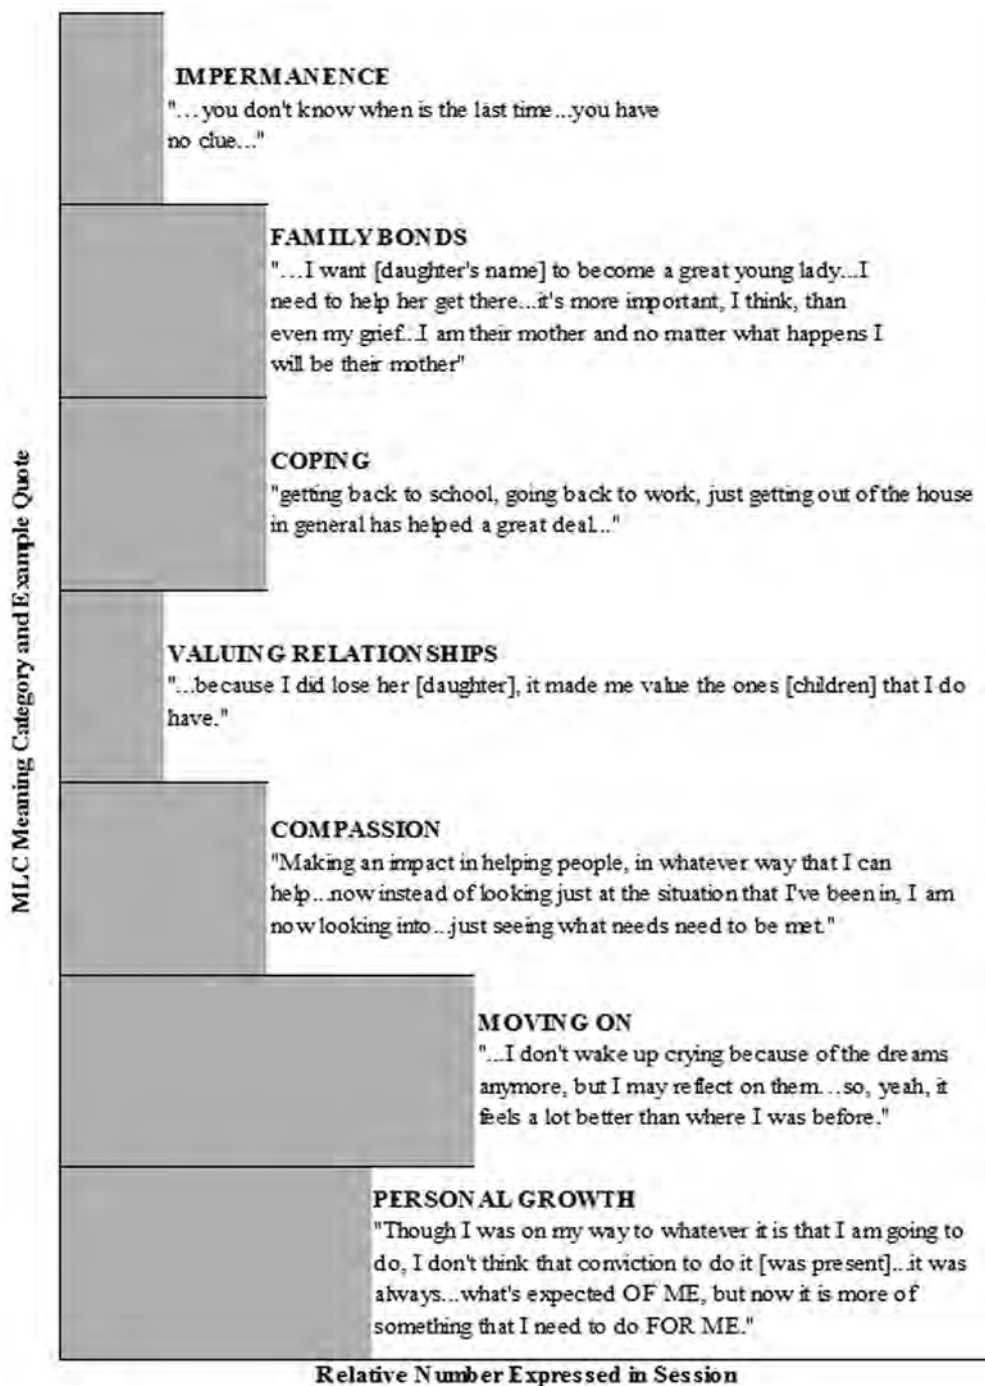 MLC Meaning Category and Example Quote
IMPERMANENCE
"…you don't know when is the last time...you have
no clue..."
FAMILY BONDS
"…I want [daughter's name] to become a great young lady...I
need to help her get there...it's more important, I think, than
even my grief...I am their mother and no matter what happens I
will be their mother"
COPING
"getting back to school, going back to work, just getting out of the house
in general has helped a great deal..."
VALUING RELATIONSHIPS
"...because I did lose her [daughter], it made me value the ones [children] that I do
have."
COMPASSION
"Making an impact in helping people, in whatever way that I can
help...now instead of looking just at the situation that I've been in, I am
now looking into...just seeing what needs need to be met."
MOVING ON
"...I don't wake up crying because of the dreams
anymore, but I may reflect on them…so, yeah, it
feels a lot better than where I was before."
PERSONAL GROWTH
"Though I was on my way to whatever it is that I am going to
do, I don't think that conviction to do it [was present]...it was
always...what's expected OF ME, but now it is more of
something that I need to do FOR ME."
Relative Number Expressed in Session